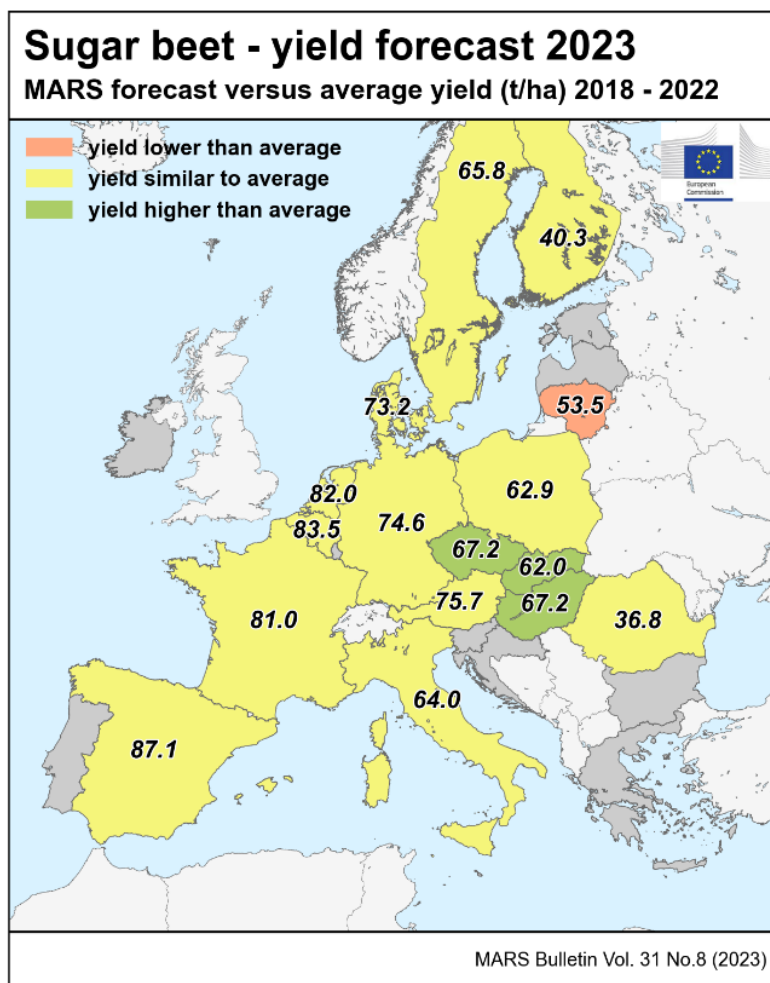 Sugar beet - yield forecast 2023
MARS forecast versus average yield (t/ha) 2018 - 2022
yield lower than average
yield similar to average
yield higher than average
European
Commission
65.8
40.3
53.5
73.2
82.0
62.9
83.5
74.6
67.2
62.0
75.7
67.2
81.0
36.8
64.0
87.1
MARS Bulletin Vol. 31 No.8 (2023)